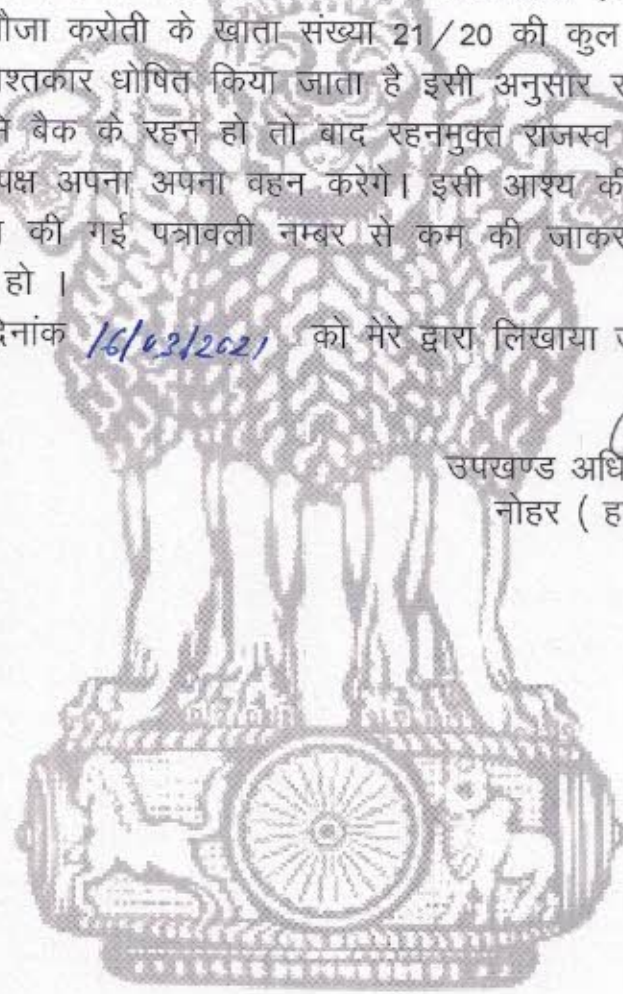 मौजा करोती के खाता संख्या 21/20 की कुल
श्तकार धोषित किया जाता है इसी अनुसार
बैक के रहन हो तो बाद रहनमुक्त राजस्व
पक्ष अपना अपना वहन करेगे। इसी आश्य की
की गई पत्रावली नम्बर से कम की जाकर
हो ।
दिनांक 16/03/2021 को मेरे द्वारा लिखाया
उपखण्ड अधि
नोहर ( ह